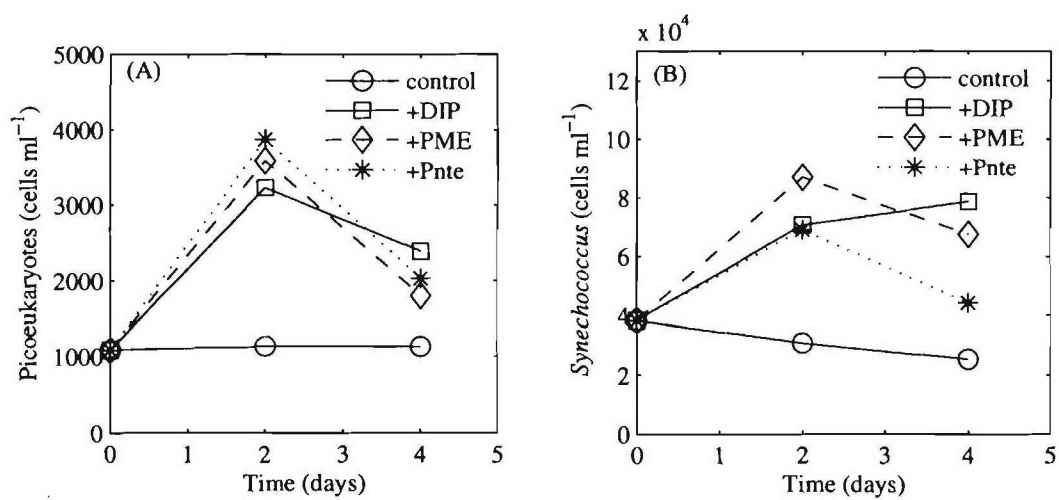 (A)
5000
4000
3000
2000
1000
0
Picoeukaryotes (cells ml⁻¹)
control
+DIP
+PME
+Pnte
0 1 2 3 4 5
Time (days)
x 10⁴
(B)
12
10
8
6
4
2
0
Synechococcus (cells ml⁻¹)
control
+DIP
+PME
+Pnte
0 1 2 3 4 5
Time (days)